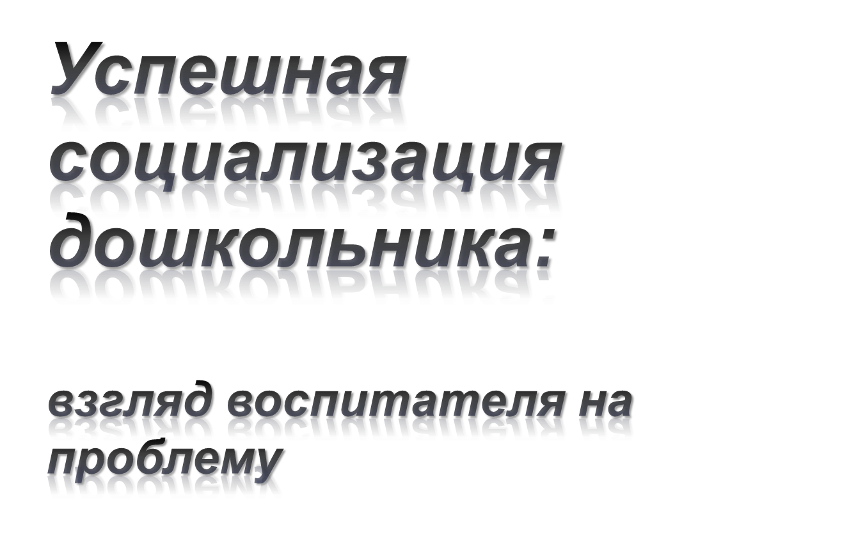 Успешная
социализация
дошкольника:
взгляд воспитателя на
проблему